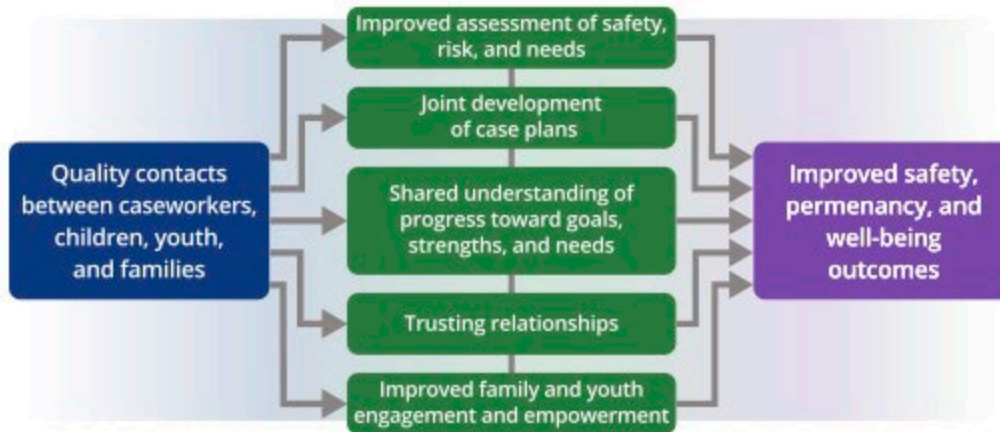 Improved assessment of safety,
risk, and needs
Joint development
of case plans
Quality contacts
between caseworkers,
children, youth,
and families
Shared understanding of
progress toward goals,
strengths, and needs
Improved safety,
permenancy, and
well-being
outcomes
Trusting relationships
Improved family and youth
engagement and empowerment